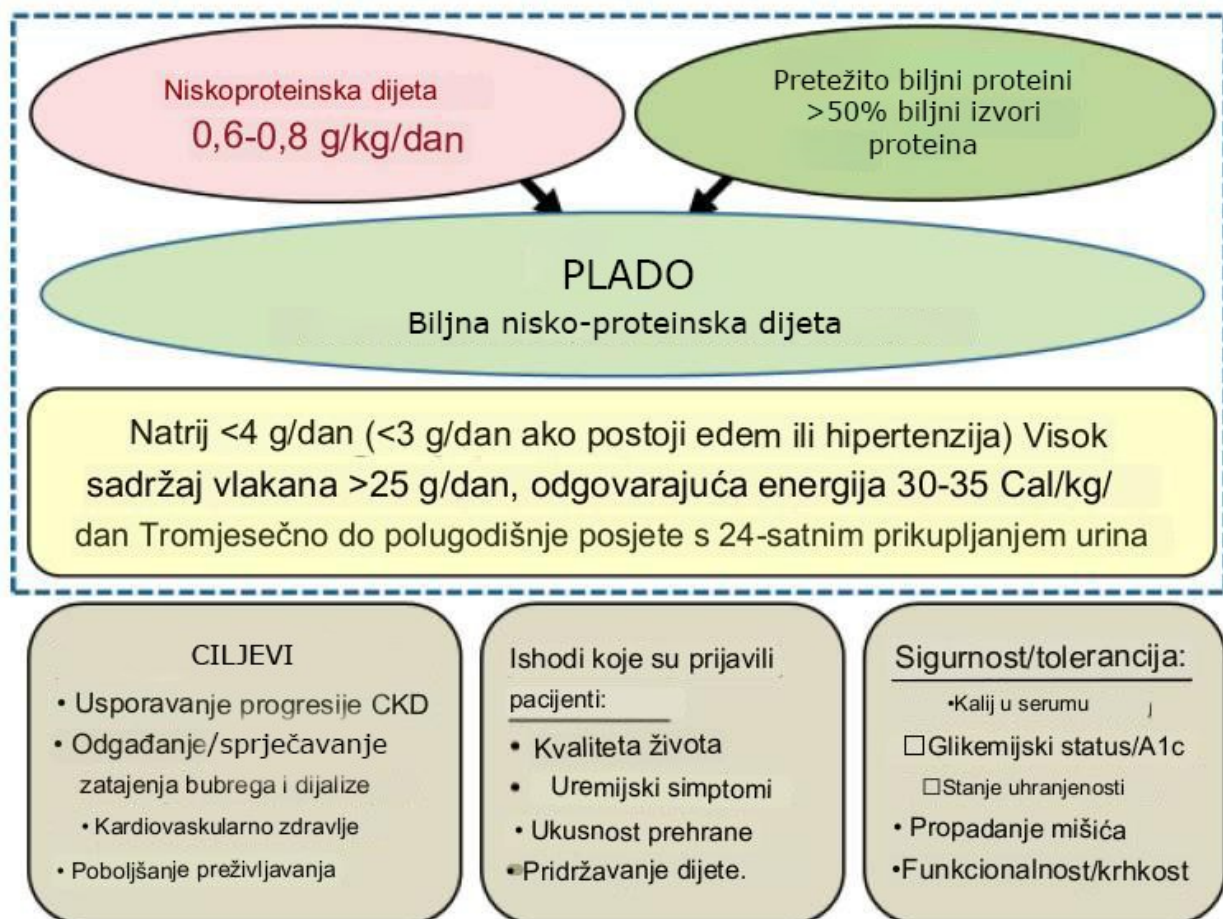 Niskoproteinska dijeta
0,6-0,8 g/kg/dan
Pretežito biljni proteini
>50% biljni izvori
proteina
PLADO
Biljna nisko-proteinska dijeta
Natrij <4 g/dan (<3 g/dan ako postoji edem ili hipertenzija) Visok
sadržaj vlakana >25 g/dan, odgovarajuća energija 30-35 Cal/kg/
dan Tromjesečno do polugodišnje posjete s 24-satnim prikupljanjem urina
CILJEVI
• Usporavanje progresije CKD
• Odgađanje/sprječavanje
zatajenja bubrega i dijalize
• Kardiovaskularno zdravlje
• Poboljšanje preživljavanja
Ishodi koje su prijavili
pacijenti:
• Kvaliteta života
• Uremijski simptomi
• Ukusnost prehrane
• Pridržavanje dijete.
Sigurnost/tolerancija:
•Kalij u serumu
□Glikemijski status/A1c
□Stanje uhranjenosti
• Propadanje mišića
•Funkcionalnost/krhkost